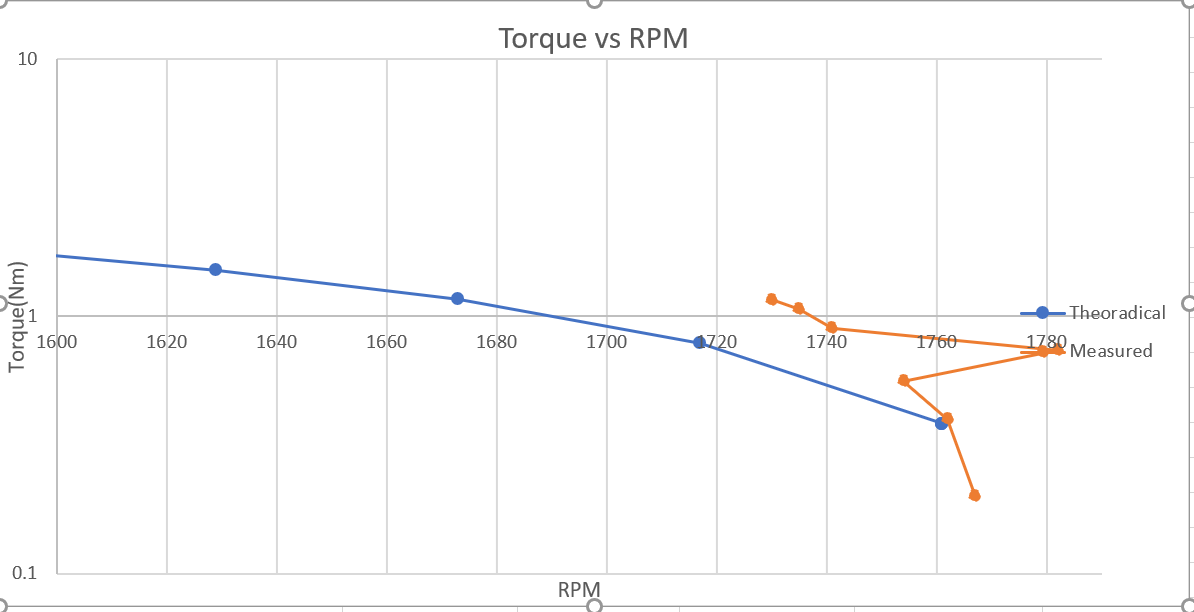 Torque vs RPM
10
1
0.1
Torque(Nm)
1600 1620 1640 1660 1680 1700 1720 1740 1760 1780
Theoradical
Measured
RPM